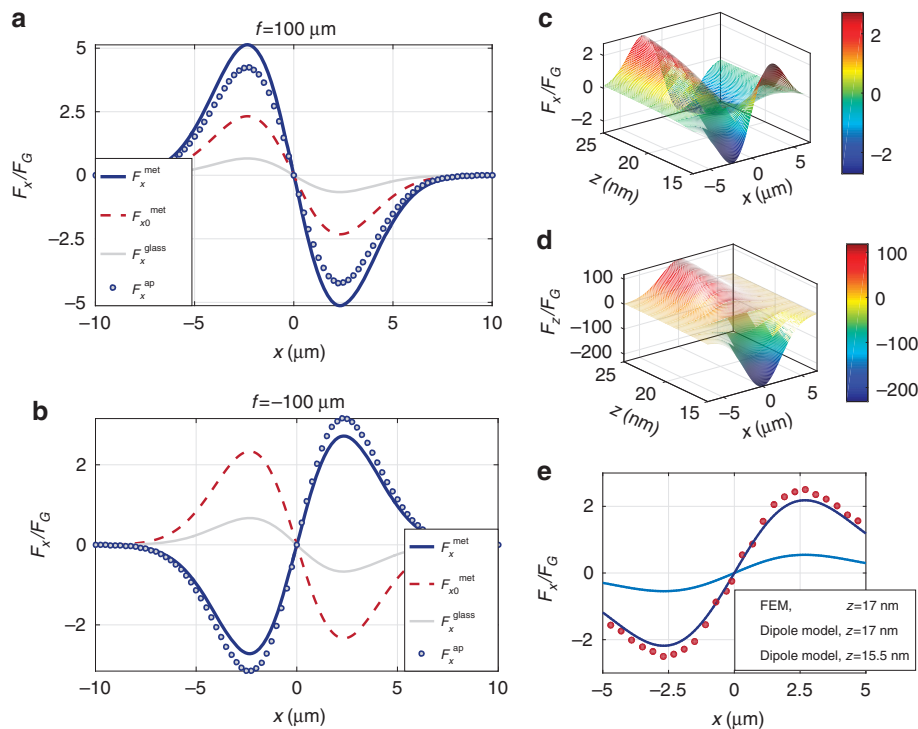 a
f=100 μm
5
2.5
0
−2.5
5
F_x/F_G
F_x^met
F_x0^met
F_x^glass
F_x^ap
−10
−5
0
5
10
x (μm)
b
f=−100 μm
2
0
−2
F_x/F_G
F_x^met
F_x0^met
F_x^glass
F_x^ap
−10
−5
0
5
10
x (μm)
c
2
0
−2
F_x/F_G
25
20
15
z (nm)
−5
0
5
x (μm)
2
0
−2
d
100
0
−100
−200
F_z/F_G
25
20
15
z (nm)
−5
0
5
x (μm)
100
0
−100
−200
e
2
0
−2
F_x/F_G
FEM, z=17 nm
Dipole model, z=17 nm
Dipole model, z=15.5 nm
−5
−2.5
0
2.5
5
x (μm)